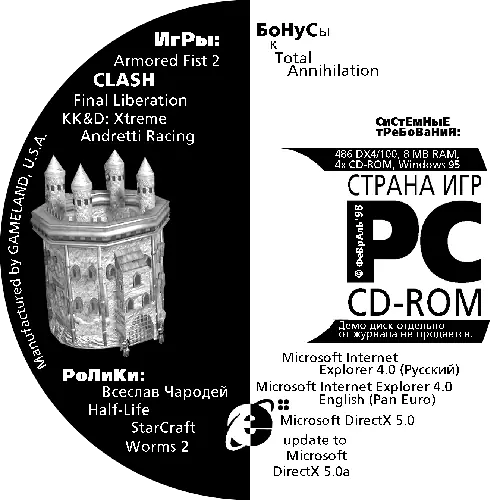 ИгРы:
Armored Fist 2
CLASH
Final Liberation
KK&D: Xtreme
Andretti Racing
Manufactured by GAMELAND, U.S.A.
РоЛиКи:
Всеслав Чародей
Half-Life
StarCraft
Worms 2
БоНуСы
к
Total
Annihilation
СиСТЕМНыЕ
ТРеБоВАНиЯ:
486 DX4/100, 8 MB RAM,
4x CD-ROM, Windows 95
СТРАНА ИГР
© ФеВРАЛЬ'98
PC
CD-ROM
Демо диск отдельно
от журнала не продается.
Microsoft Internet
Explorer 4.0 (Русский)
Microsoft Internet Explorer 4.0
English (Pan Euro)
Microsoft DirectX 5.0
update to
Microsoft
DirectX 5.0a